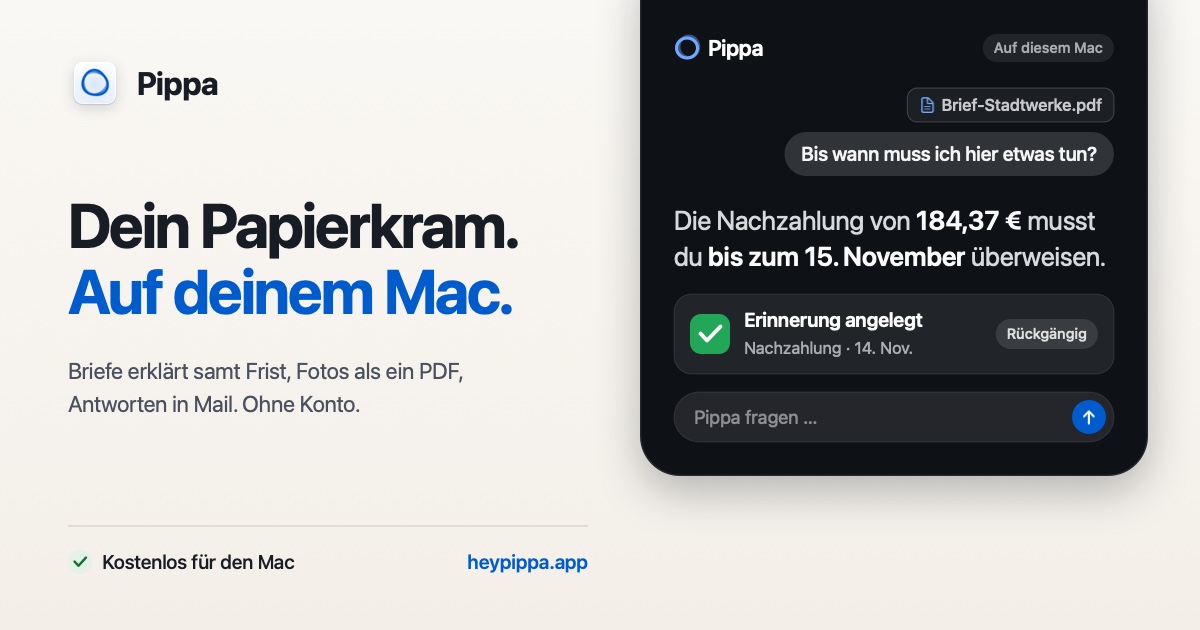 Pippa
Dein Papierkram.
Auf deinem Mac.
Briefe erklärt samt Frist, Fotos als ein PDF,
Antworten in Mail. Ohne Konto.
Kostenlos für den Mac
heypippa.app
Pippa
Auf diesem Mac
Brief-Stadtwerke.pdf
Bis wann muss ich hier etwas tun?
Die Nachzahlung von 184,37 € musst
du bis zum 15. November überweisen.
Erinnerung angelegt
Nachzahlung · 14. Nov.
Rückgängig
Pippa fragen ...